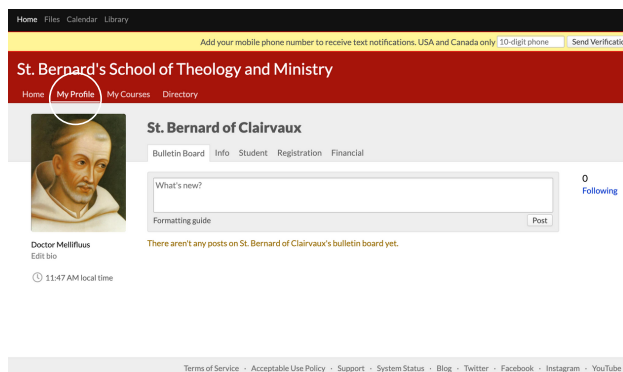 Home Files Calendar Library
Add your mobile phone number to receive text notifications. USA and Canada only 10-digit phone
St. Bernard's School of Theology and Ministry
Home My Profile My Courses Directory
St. Bernard of Clairvaux
Bulletin Board Info Student Registration Financial
What's new?
0
Following
Formatting guide Post
Doctor Mellifluus
There aren't any posts on St. Bernard of Clairvaux's bulletin board yet.
Edit bio
11:47 AM local time
Terms of Service · Acceptable Use Policy · Support · System Status · Blog · Twitter · Facebook · Instagram · YouTube